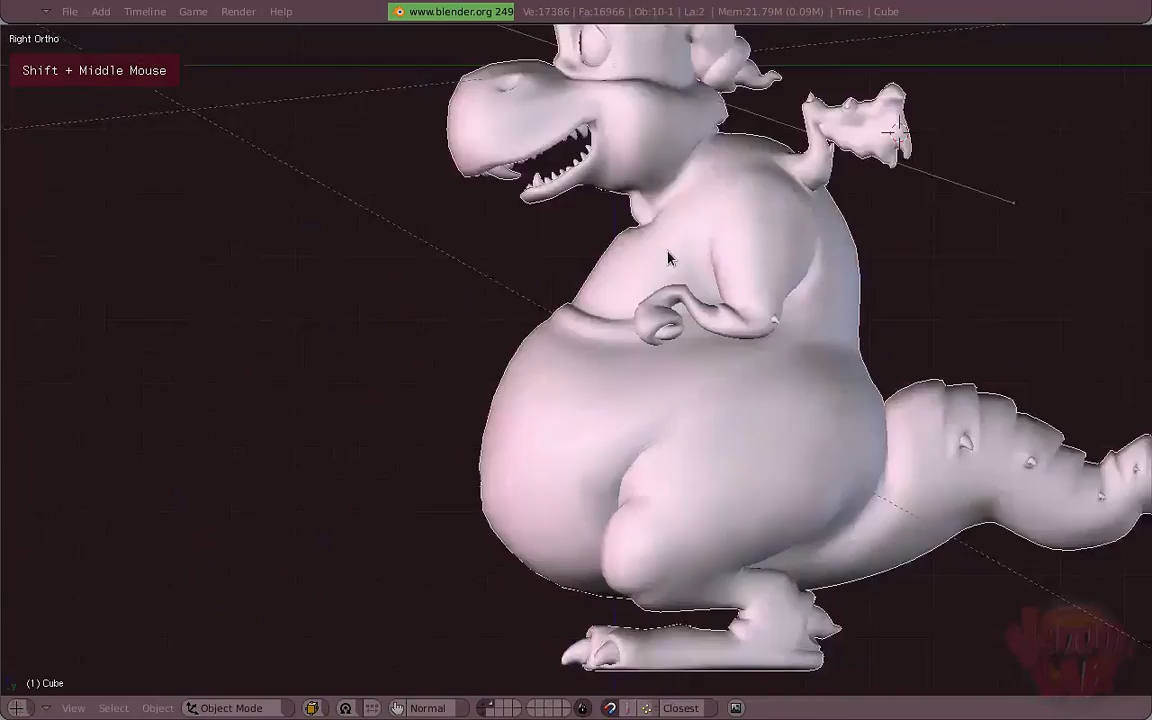 File Add Timeline Game Render Help www.blender.org 249 Ve:17386 | Fa:16966 | Ob:10-1 | La:2 | Mem:21.79M (0.09M) | Time: | Cube
Right Ortho
Shift + Middle Mouse
(1) Cube
View Select Object Object Mode Normal Closest